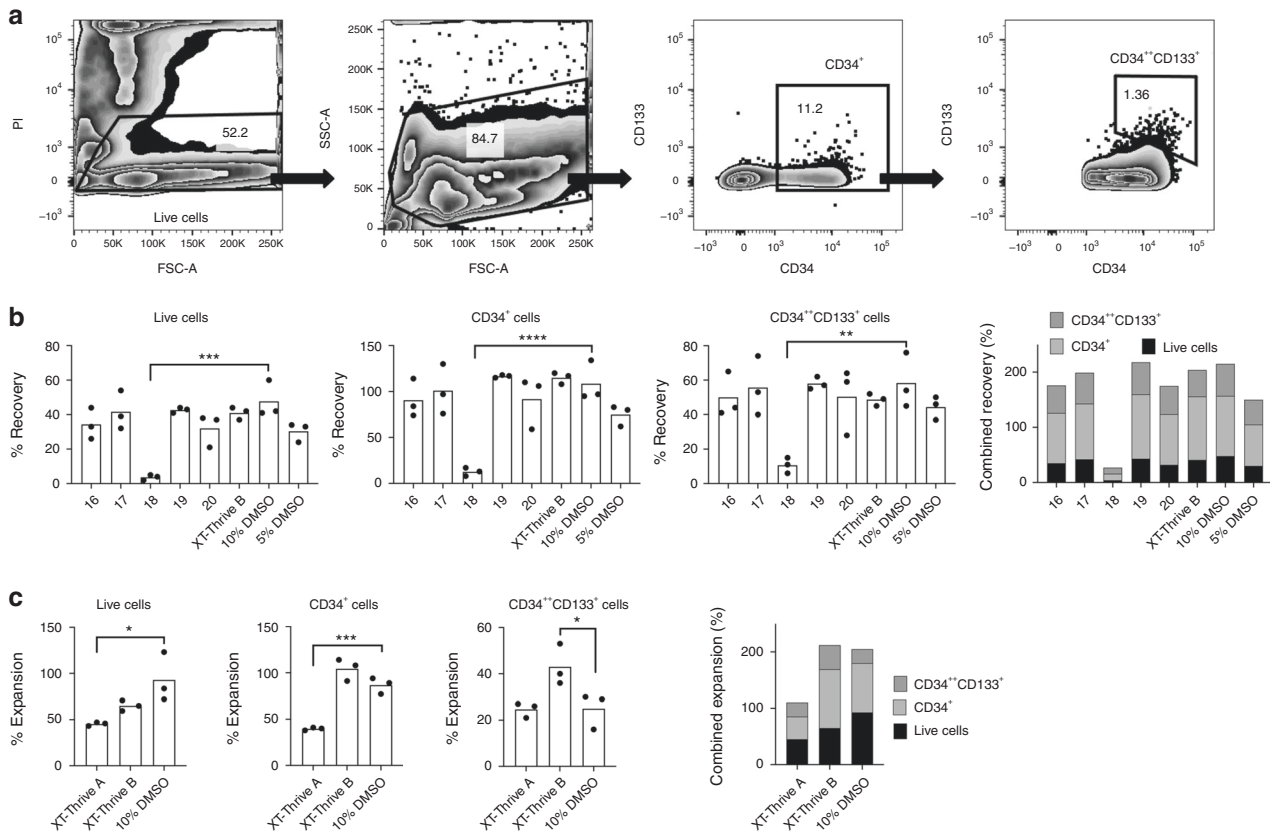 a
10⁵
10⁴
10³
0
−10³
PI
52.2
Live cells
0 50K 100K 150K 200K 250K
FSC-A
250K
200K
150K
100K
50K
0
SSC-A
84.7
0 50K 100K 150K 200K 250K
FSC-A
CD34⁺
10⁵
10⁴
10³
0
−10³
CD133
11.2
−10³ 0 10³ 10⁴ 10⁵
CD34
CD34⁺⁺CD133⁺
10⁵
10⁴
10³
0
−10³
CD133
1.36
−10³ 0 10³ 10⁴ 10⁵
CD34
b
Live cells
***
80
60
40
20
0
% Recovery
16 17 18 19 20 XT-Thrive B 10% DMSO 5% DMSO
CD34⁺ cells
****
150
100
50
0
% Recovery
16 17 18 19 20 XT-Thrive B 10% DMSO 5% DMSO
CD34⁺⁺CD133⁺ cells
**
80
60
40
20
0
% Recovery
16 17 18 19 20 XT-Thrive B 10% DMSO 5% DMSO
CD34⁺⁺CD133⁺
CD34⁺ Live cells
200
100
0
Combined recovery (%)
16 17 18 19 20 XT-Thrive B 10% DMSO 5% DMSO
c
Live cells
*
150
100
50
0
% Expansion
XT-Thrive A XT-Thrive B 10% DMSO
CD34⁺ cells
***
150
100
50
0
% Expansion
XT-Thrive A XT-Thrive B 10% DMSO
CD34⁺⁺CD133⁺ cells
*
60
40
20
0
% Expansion
XT-Thrive A XT-Thrive B 10% DMSO
200
100
0
Combined expansion (%)
XT-Thrive A XT-Thrive B 10% DMSO
CD34⁺⁺CD133⁺
CD34⁺
Live cells